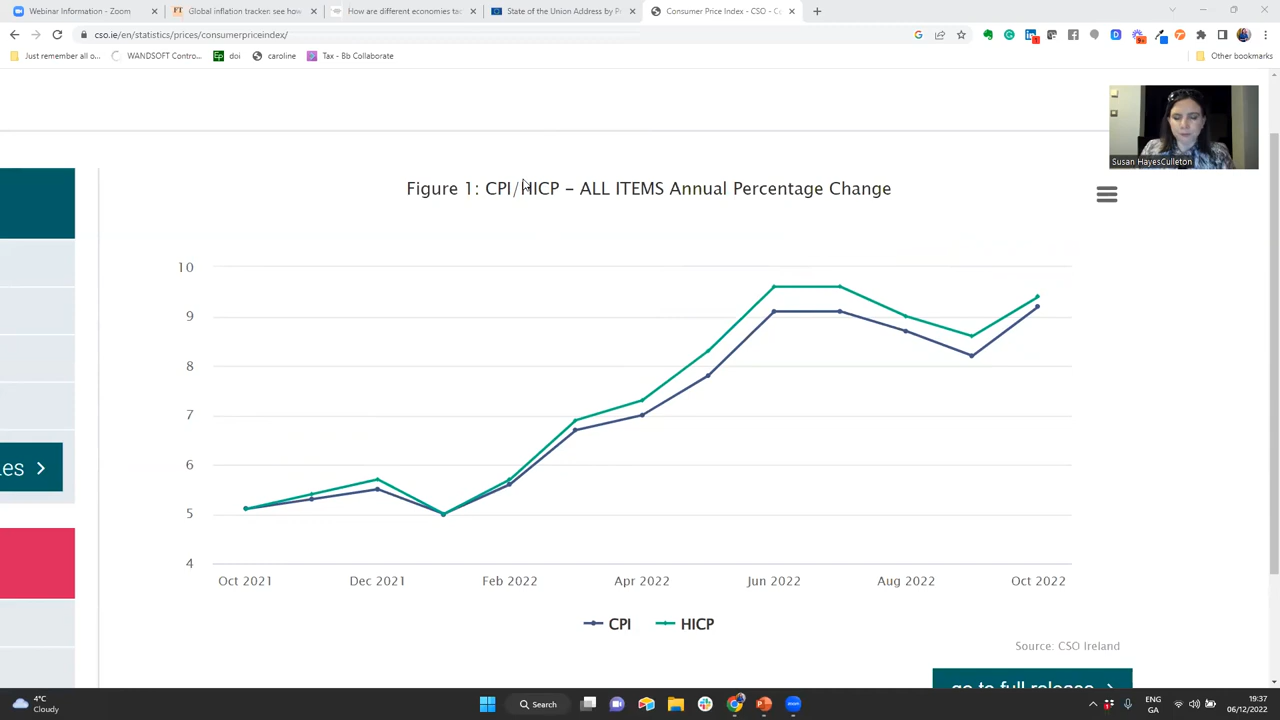 Webinar Information - Zoom
Global inflation tracker: see how
How are different economies ta
State of the Union Address by P
Consumer Price Index - CSO - C
cso.ie/en/statistics/prices/consumerpriceindex/
Just remember all o...
WANDSOFT Contro...
doi
caroline
Tax - Bb Collaborate
Other bookmarks
Susan HayesCulleton
Figure 1: CPI/HICP – ALL ITEMS Annual Percentage Change
10
9
8
7
6
5
4
Oct 2021
Dec 2021
Feb 2022
Apr 2022
Jun 2022
Aug 2022
Oct 2022
CPI
HICP
Source: CSO Ireland
go to full release
4°C
Cloudy
Search
ENG
GA
19:37
06/12/2022